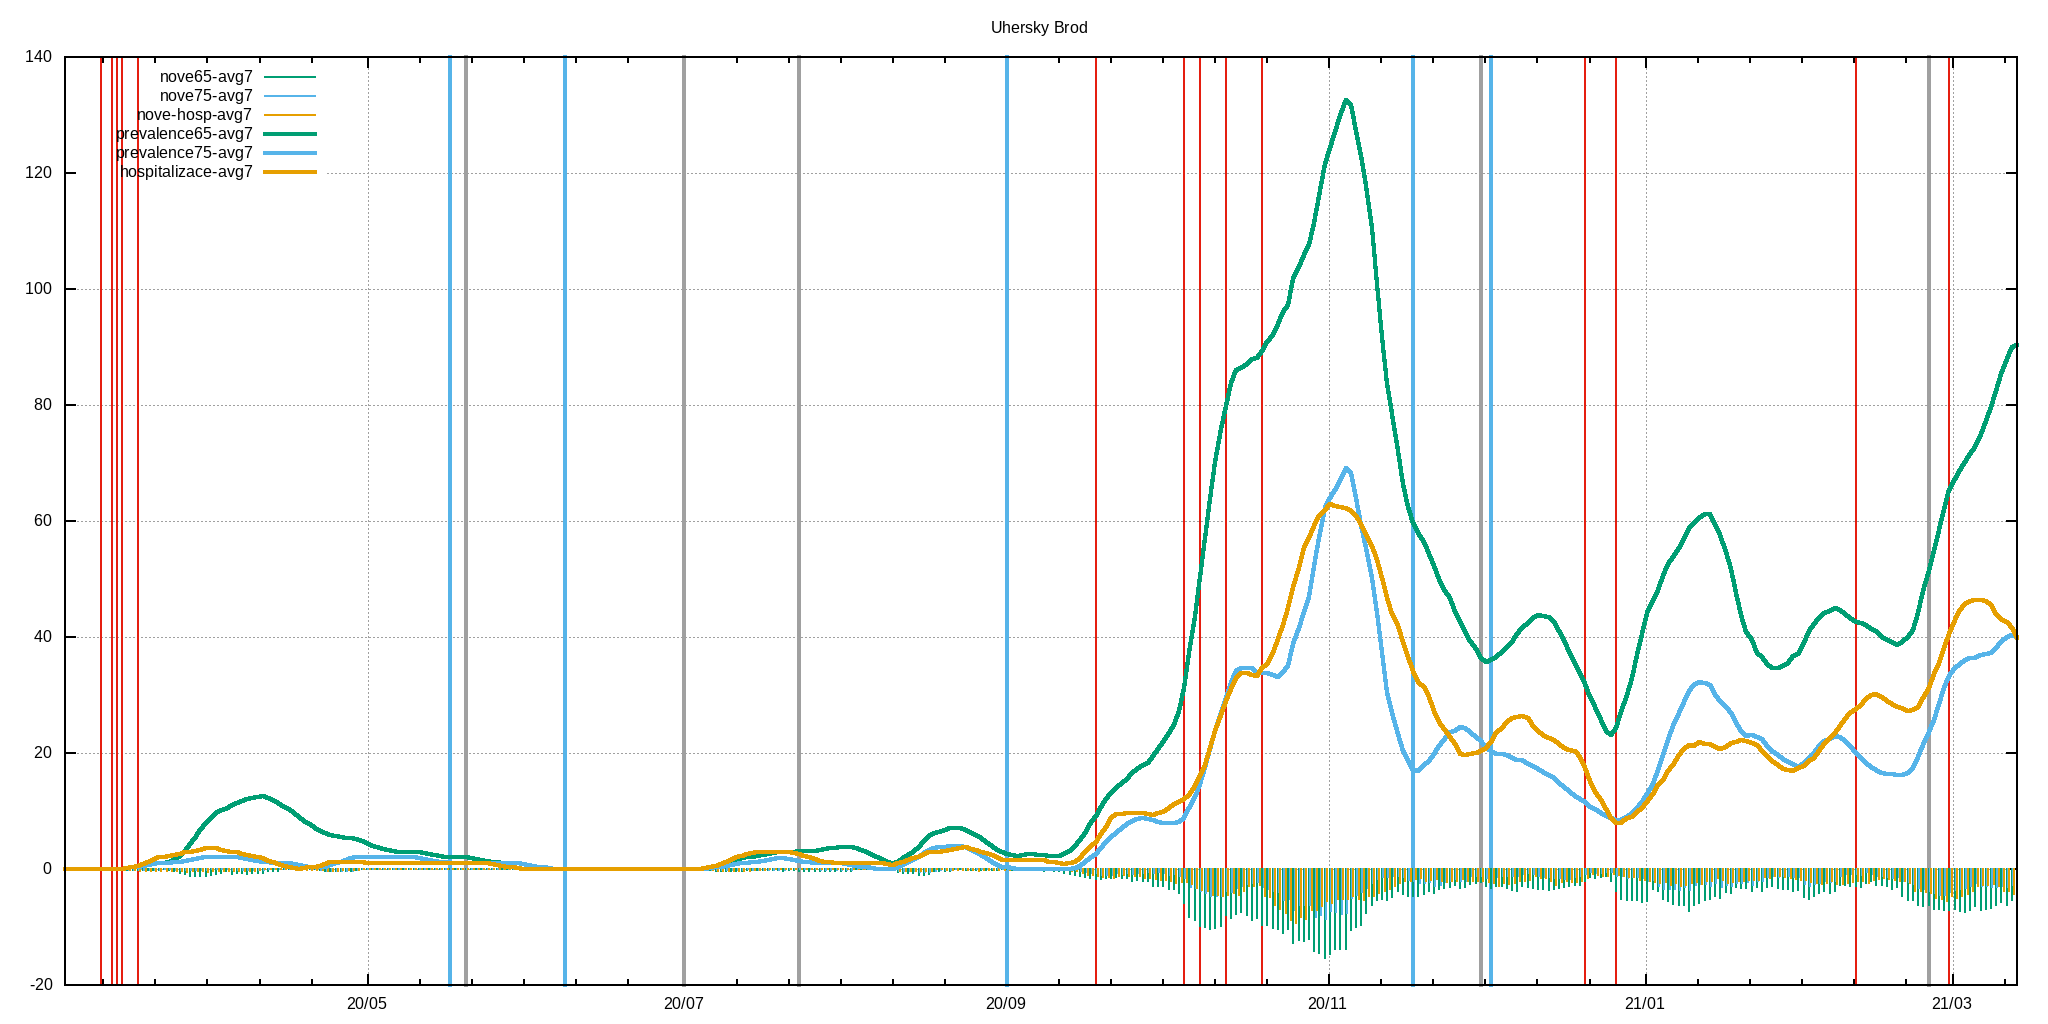 Uhersky Brod
140
120
100
80
60
40
20
0
-20
nove65-avg7
nove75-avg7
nove-hosp-avg7
prevalence65-avg7
prevalence75-avg7
hospitalizace-avg7
20/05
20/07
20/09
20/11
21/01
21/03